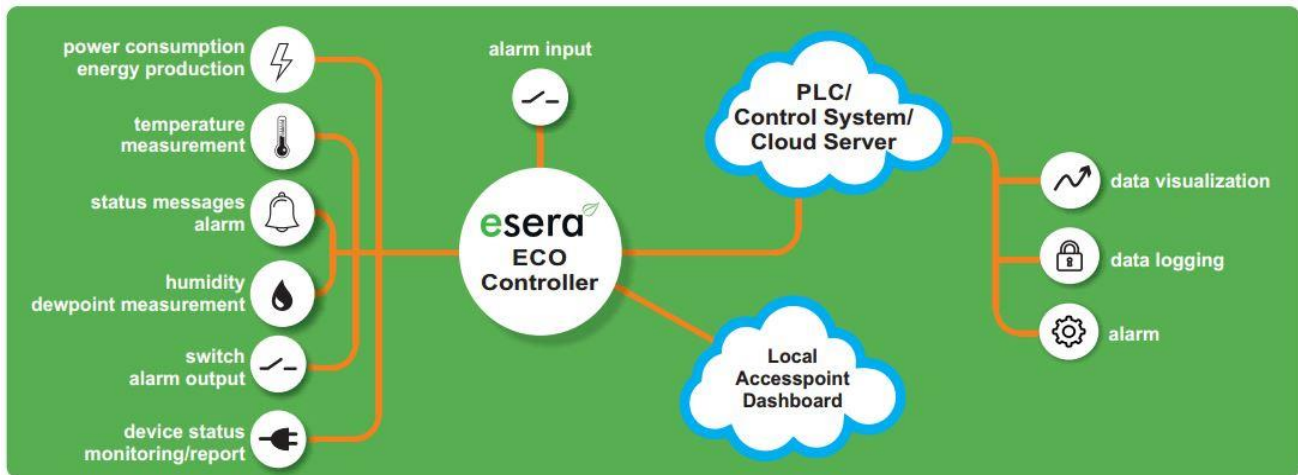 power consumption
energy production
temperature
measurement
status messages
alarm
humidity
dewpoint measurement
switch
alarm output
device status
monitoring/report
alarm input
esera
ECO
Controller
PLC/
Control System/
Cloud Server
Local
Accesspoint
Dashboard
data visualization
data logging
alarm